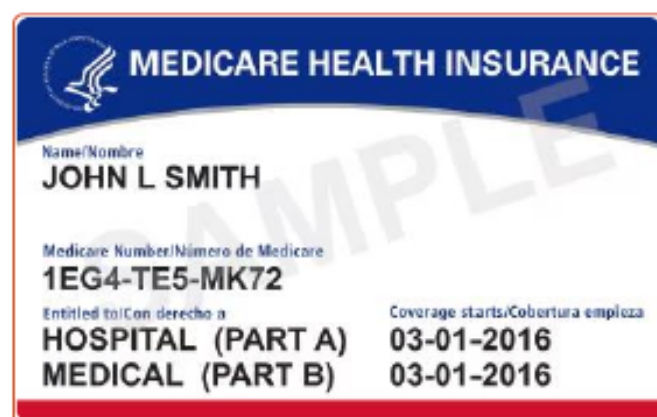 MEDICARE HEALTH INSURANCE
Name/Nombre
JOHN L SMITH
Medicare Number/Número de Medicare
1EG4-TE5-MK72
Entitled to/Con derecho a
Coverage starts/Cobertura empieza
HOSPITAL (PART A) 03-01-2016
MEDICAL (PART B) 03-01-2016
SAMPLE